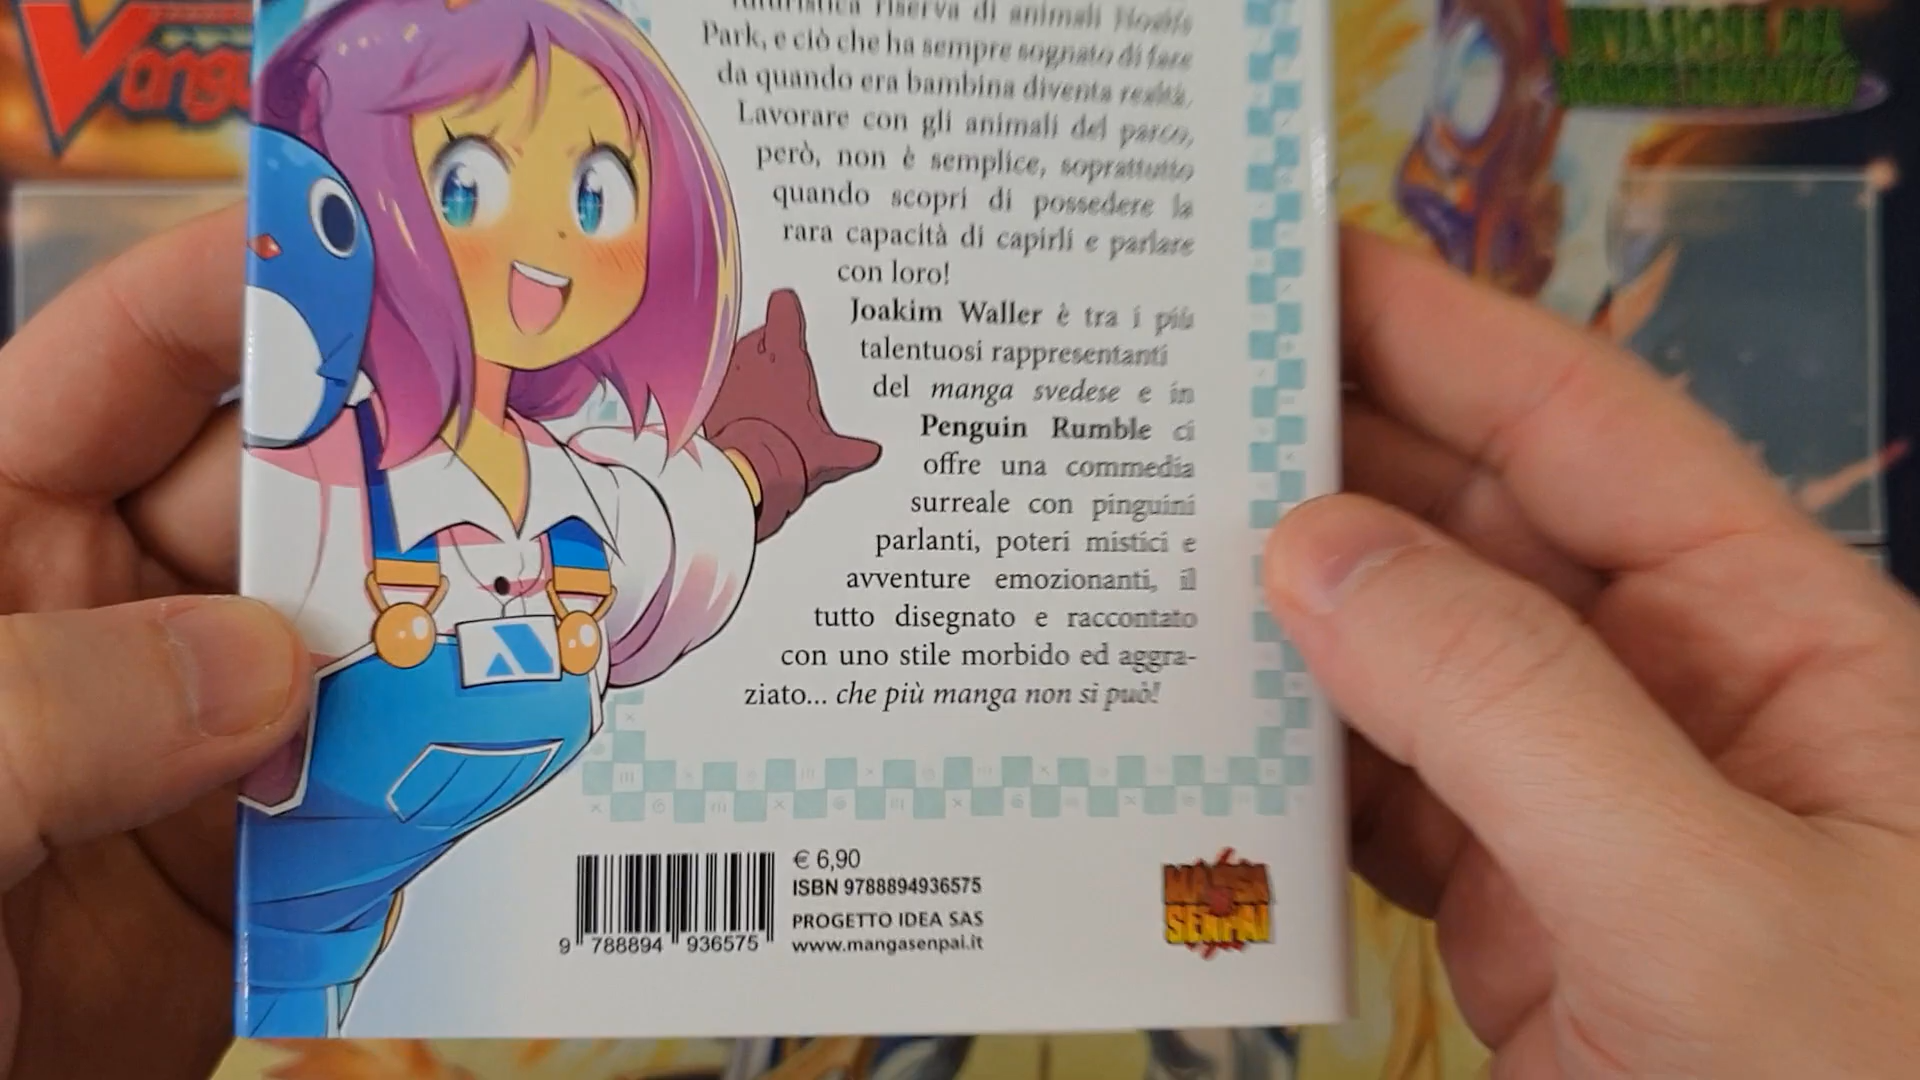 Vangu
futuristica riserva di animali
Park, e ciò che ha sempre sognato di fare
da quando era bambina diventa realtà.
Lavorare con gli animali del parco,
però, non è semplice, soprattutto
quando scopri di possedere la
rara capacità di capirli e parlare
con loro!
Joakim Waller è tra i più
talentuosi rappresentanti
del manga svedese e in
Penguin Rumble ci
offre una commedia
surreale con pinguini
parlanti, poteri mistici e
avventure emozionanti, il
tutto disegnato e raccontato
con uno stile morbido ed aggra-
ziato... che più manga non si può!
€ 6,90
ISBN 9788894936575
PROGETTO IDEA SAS
www.mangasenpai.it
9 788894 936575
MANGA
SENPAI
INVASIONE DEL